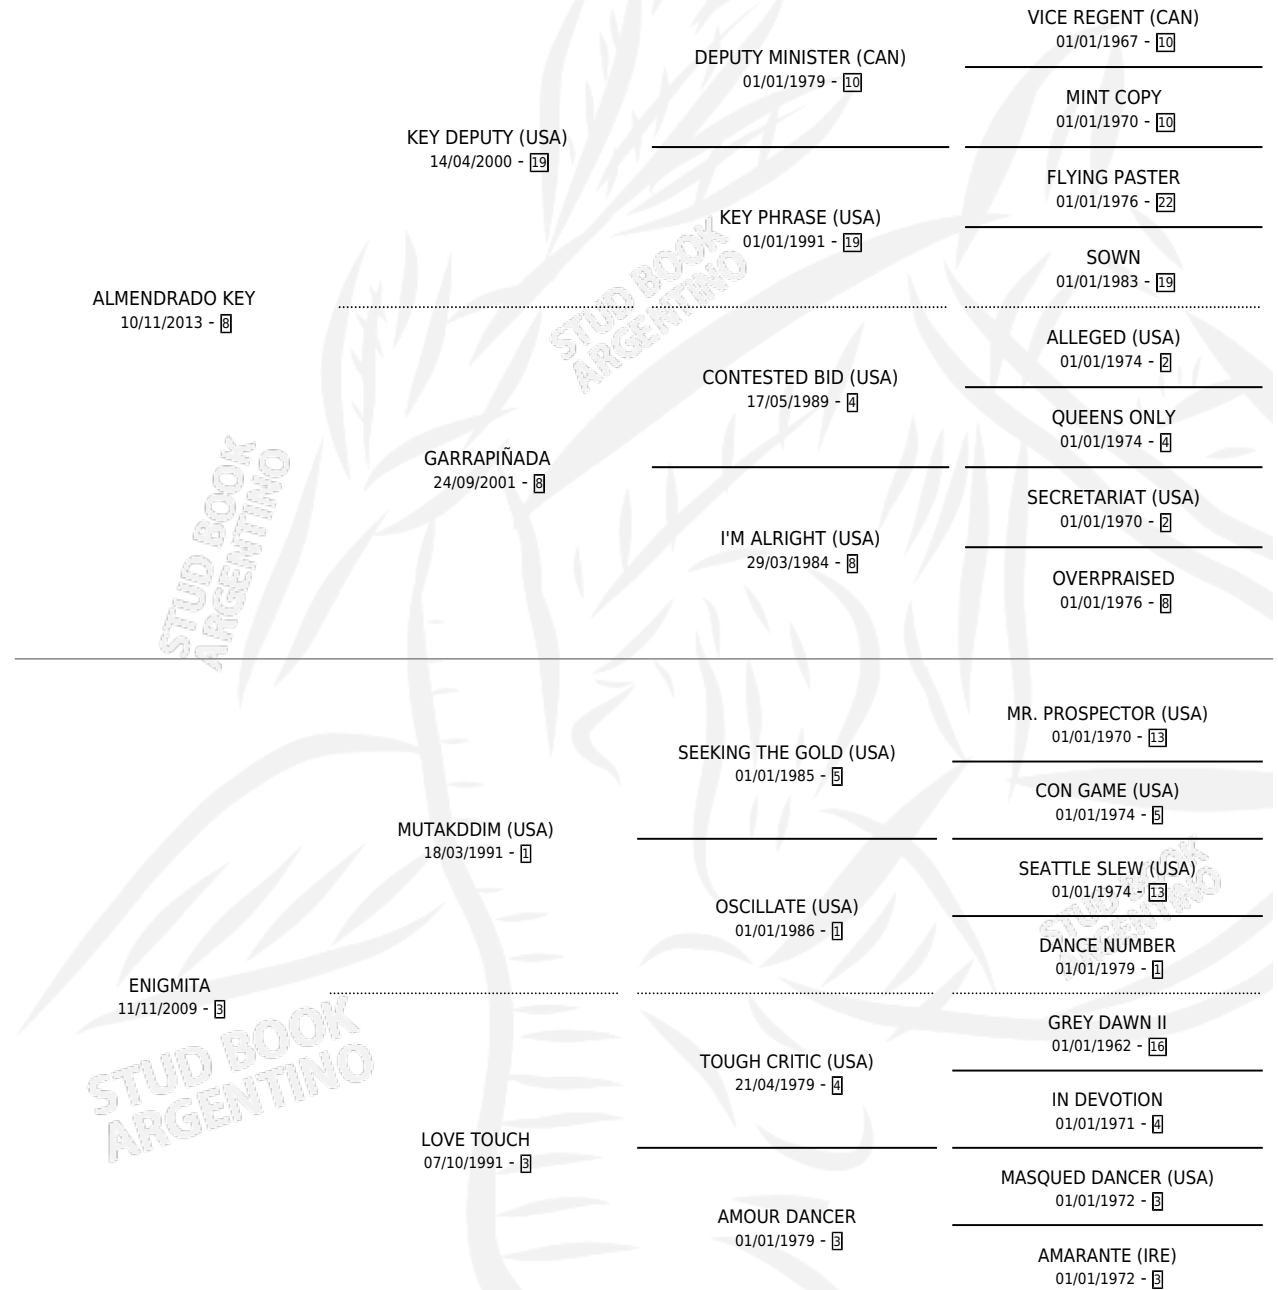 VICE REGENT (CAN)
01/01/1967 - 10
DEPUTY MINISTER (CAN)
01/01/1979 - 10
MINT COPY
01/01/1970 - 10
KEY DEPUTY (USA)
14/04/2000 - 19
FLYING PASTER
01/01/1976 - 22
KEY PHRASE (USA)
01/01/1991 - 19
SOWN
01/01/1983 - 19
ALMENDRADO KEY
10/11/2013 - 8
ALLEGED (USA)
01/01/1974 - 2
CONTESTED BID (USA)
17/05/1989 - 4
QUEENS ONLY
01/01/1974 - 4
GARRAPIÑADA
24/09/2001 - 8
SECRETARIAT (USA)
01/01/1970 - 2
I'M ALRIGHT (USA)
29/03/1984 - 8
OVERPRAISED
01/01/1976 - 8
MR. PROSPECTOR (USA)
01/01/1970 - 13
SEEKING THE GOLD (USA)
01/01/1985 - 5
CON GAME (USA)
01/01/1974 - 5
MUTAKDDIM (USA)
18/03/1991 - 1
SEATTLE SLEW (USA)
01/01/1974 - 13
OSCILLATE (USA)
01/01/1986 - 1
DANCE NUMBER
01/01/1979 - 1
ENIGMITA
11/11/2009 - 3
GREY DAWN II
01/01/1962 - 16
TOUGH CRITIC (USA)
21/04/1979 - 4
IN DEVOTION
01/01/1971 - 4
LOVE TOUCH
07/10/1991 - 3
MASQUED DANCER (USA)
01/01/1972 - 3
AMOUR DANCER
01/01/1979 - 3
AMARANTE (IRE)
01/01/1972 - 3
STUD BOOK
ARGENTINO
STUD BOOK
ARGENTINO
STUD BOOK
ARGENTINO
STUD BOOK
ARGENTINO